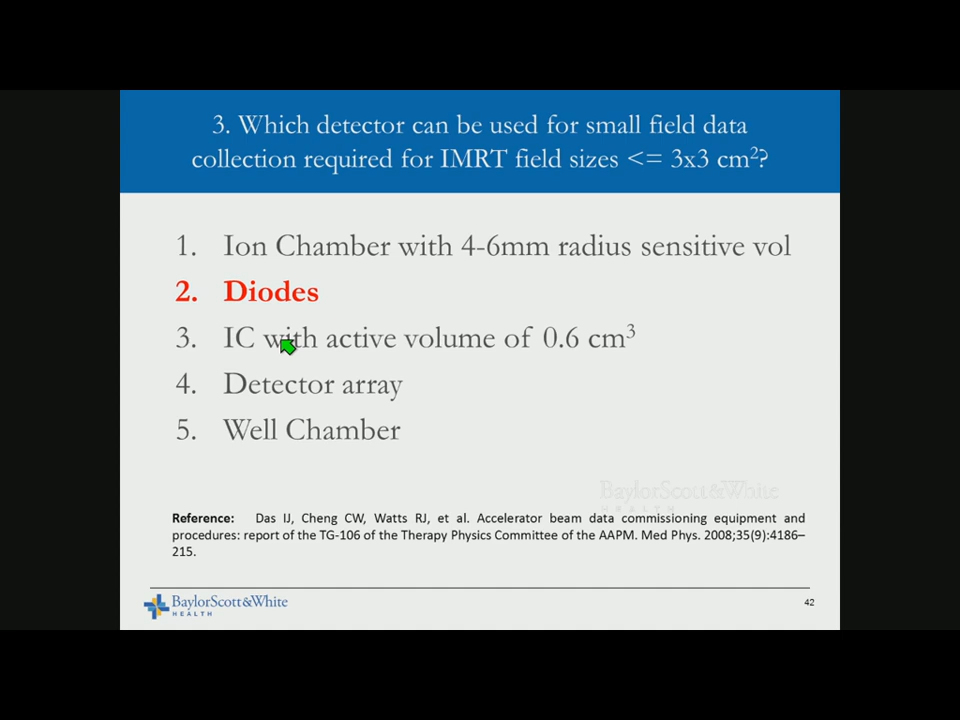 3. Which detector can be used for small field data
collection required for IMRT field sizes <= 3x3 cm²?
1. Ion Chamber with 4-6mm radius sensitive vol
2. Diodes
3. IC with active volume of 0.6 cm³
4. Detector array
5. Well Chamber
BaylorScott&White
HEALTH
Reference: Das IJ, Cheng CW, Watts RJ, et al. Accelerator beam data commissioning equipment and
procedures: report of the TG-106 of the Therapy Physics Committee of the AAPM. Med Phys. 2008;35(9):4186–
215.
BaylorScott&White
HEALTH
42